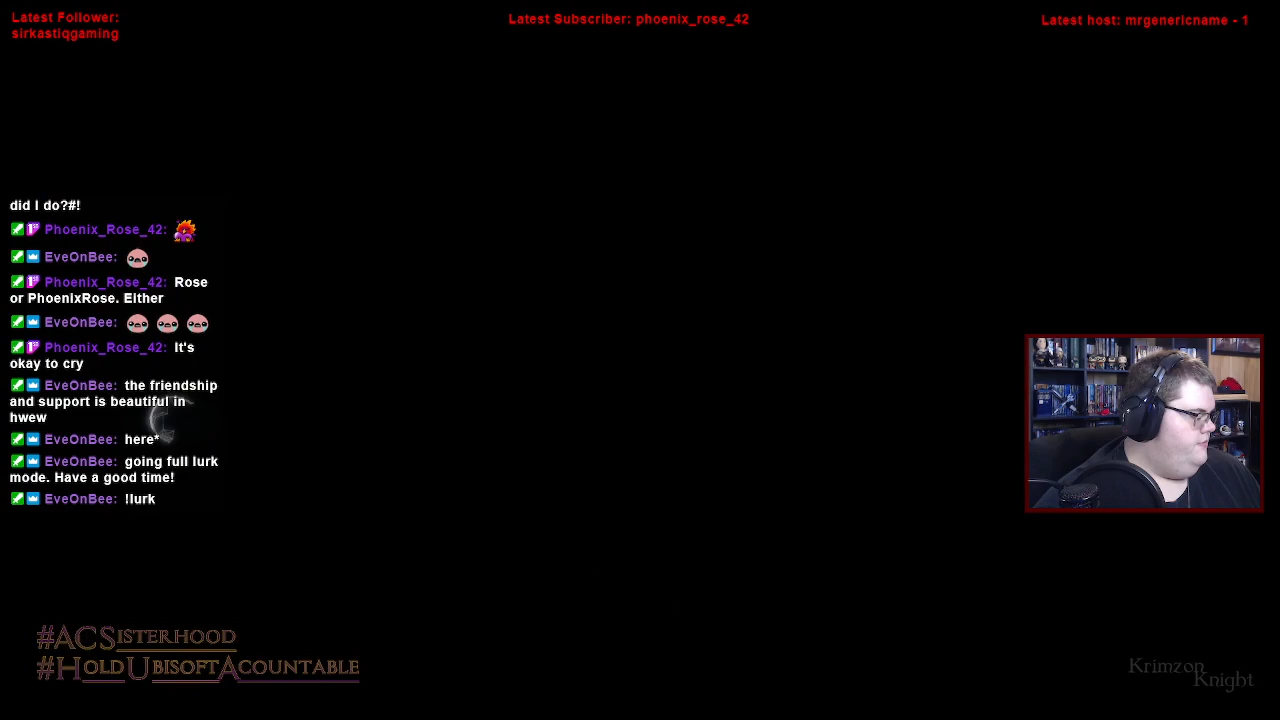 Latest Follower:
sirkastiqgaming
Latest Subscriber: phoenix_rose_42
Latest host: mrgenericname - 1
did I do?#!
Phoenix_Rose_42:
EveOnBee:
Phoenix_Rose_42: Rose
or PhoenixRose. Either
EveOnBee:
Phoenix_Rose_42: It's
okay to cry
EveOnBee: the friendship
and support is beautiful in
hwew
EveOnBee: here*
EveOnBee: going full lurk
mode. Have a good time!
EveOnBee: !lurk
#ACSisterhood
#HoldUbisoftAcountable
Krimzon
Knight